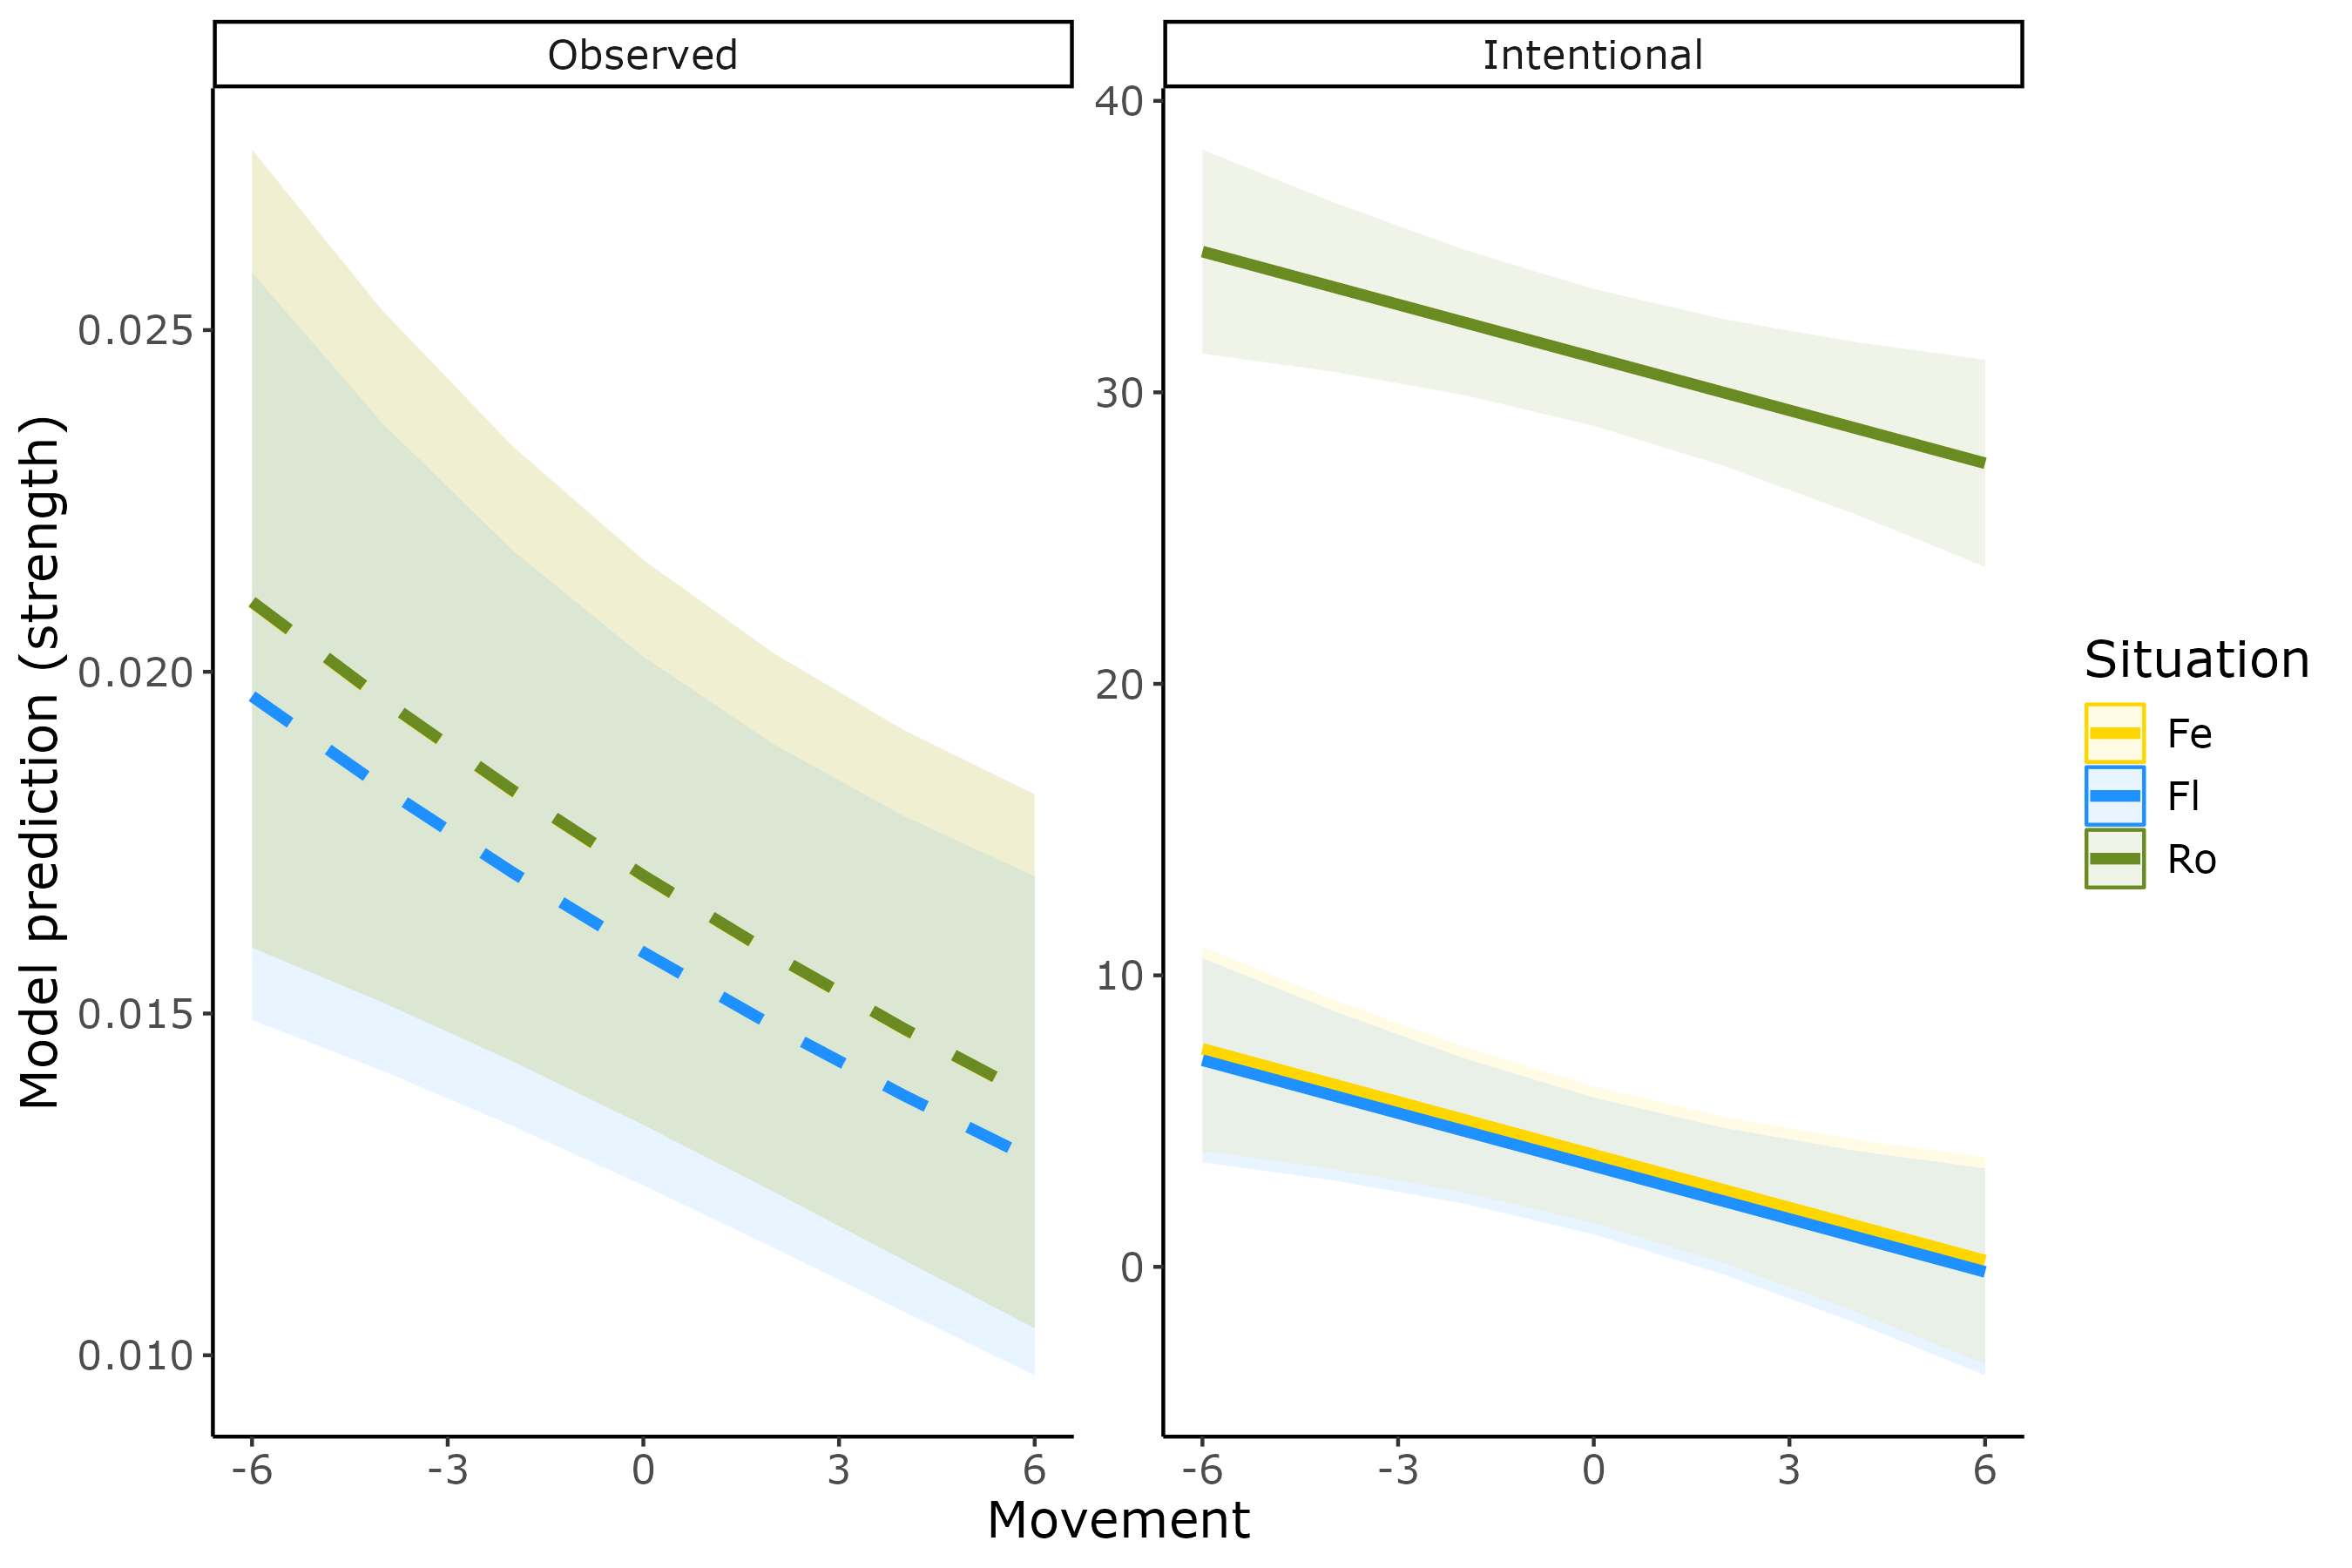 Observed
Intentional
Model prediction (strength)
0.025
0.020
0.015
0.010
40
30
20
10
0
-6 -3 0 3 6
-6 -3 0 3 6
Movement
Situation
Fe
Fl
Ro